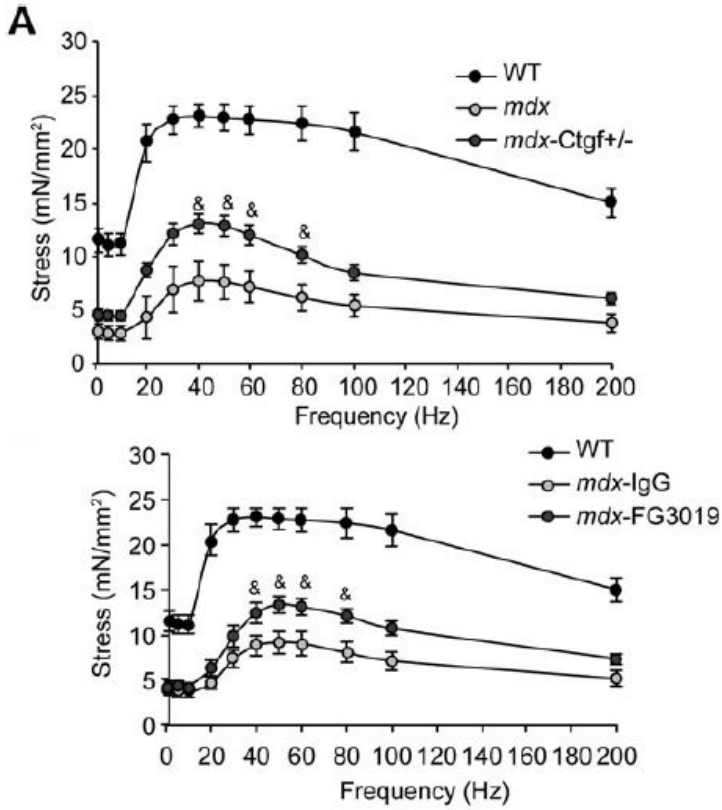 A
30
25
20
15
10
5
0
Stress (mN/mm²)
WT
mdx
mdx-Ctgf+/-
& & & &
0 20 40 60 80 100 120 140 160 180 200
Frequency (Hz)
30
25
20
15
10
5
0
Stress (mN/mm²)
WT
mdx-IgG
mdx-FG3019
& & & &
0 20 40 60 80 100 120 140 160 180 200
Frequency (Hz)